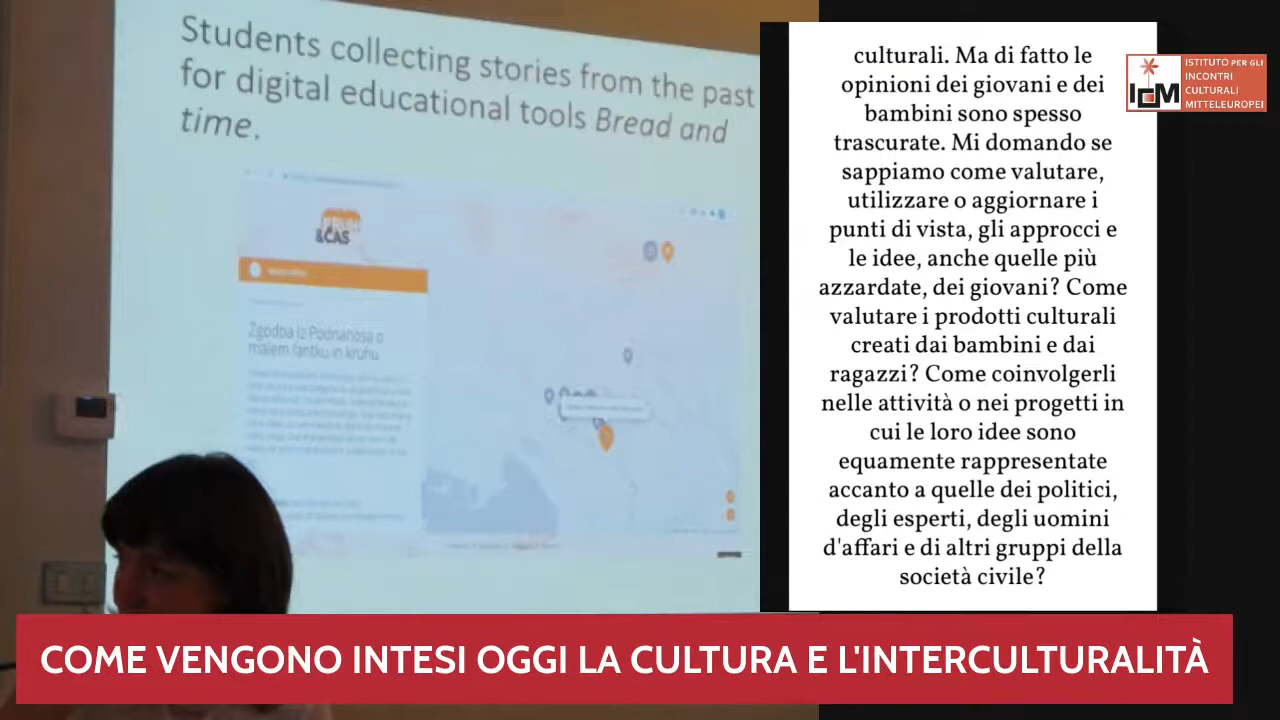 Students collecting stories from the past
for digital educational tools Bread and
time.
&CAS
Zgodba iz Podnanosa o
malem fantku in kruhu
culturali. Ma di fatto le
opinioni dei giovani e dei
bambini sono spesso
trascurate. Mi domando se
sappiamo come valutare,
utilizzare o aggiornare i
punti di vista, gli approcci e
le idee, anche quelle più
azzardate, dei giovani? Come
valutare i prodotti culturali
creati dai bambini e dai
ragazzi? Come coinvolgerli
nelle attività o nei progetti in
cui le loro idee sono
equamente rappresentate
accanto a quelle dei politici,
degli esperti, degli uomini
d'affari e di altri gruppi della
società civile?
ICM
ISTITUTO PER GLI
INCONTRI
CULTURALI
MITTELEUROPEI
COME VENGONO INTESI OGGI LA CULTURA E L'INTERCULTURALITÀ